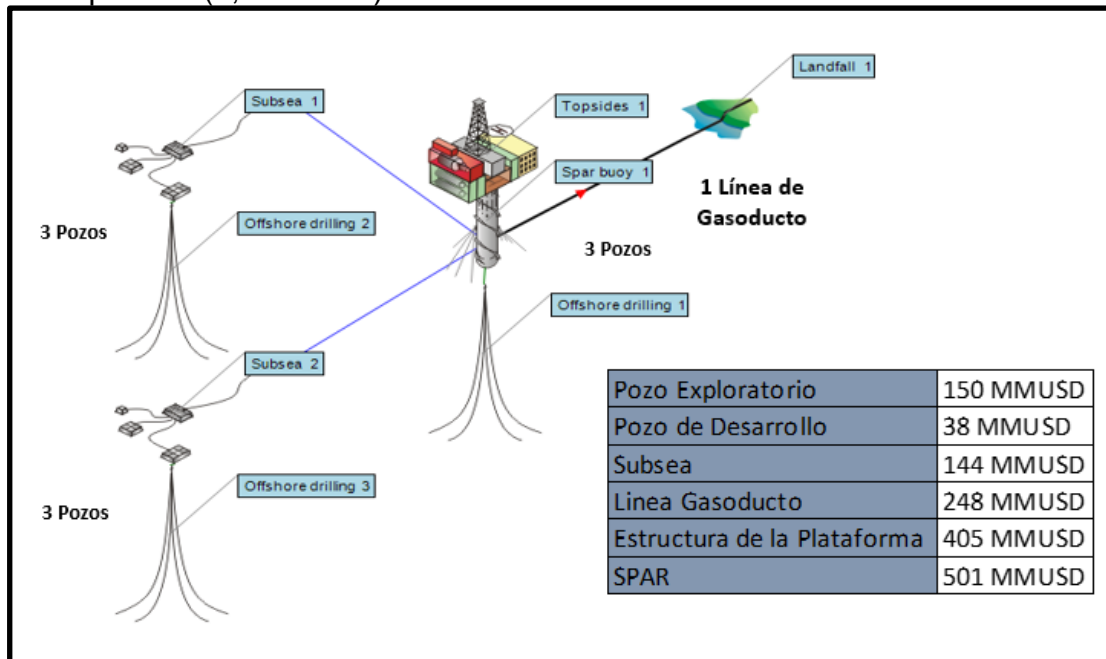 Landfall 1
Subsea 1
Topsides 1
Spar buoy 1
1 Línea de
Gasoducto
3 Pozos
Offshore drilling 2
3 Pozos
Offshore drilling 1
Subsea 2
Offshore drilling 3
3 Pozos
Pozo Exploratorio 150 MMUSD
Pozo de Desarrollo 38 MMUSD
Subsea 144 MMUSD
Linea Gasoducto 248 MMUSD
Estructura de la Plataforma 405 MMUSD
SPAR 501 MMUSD